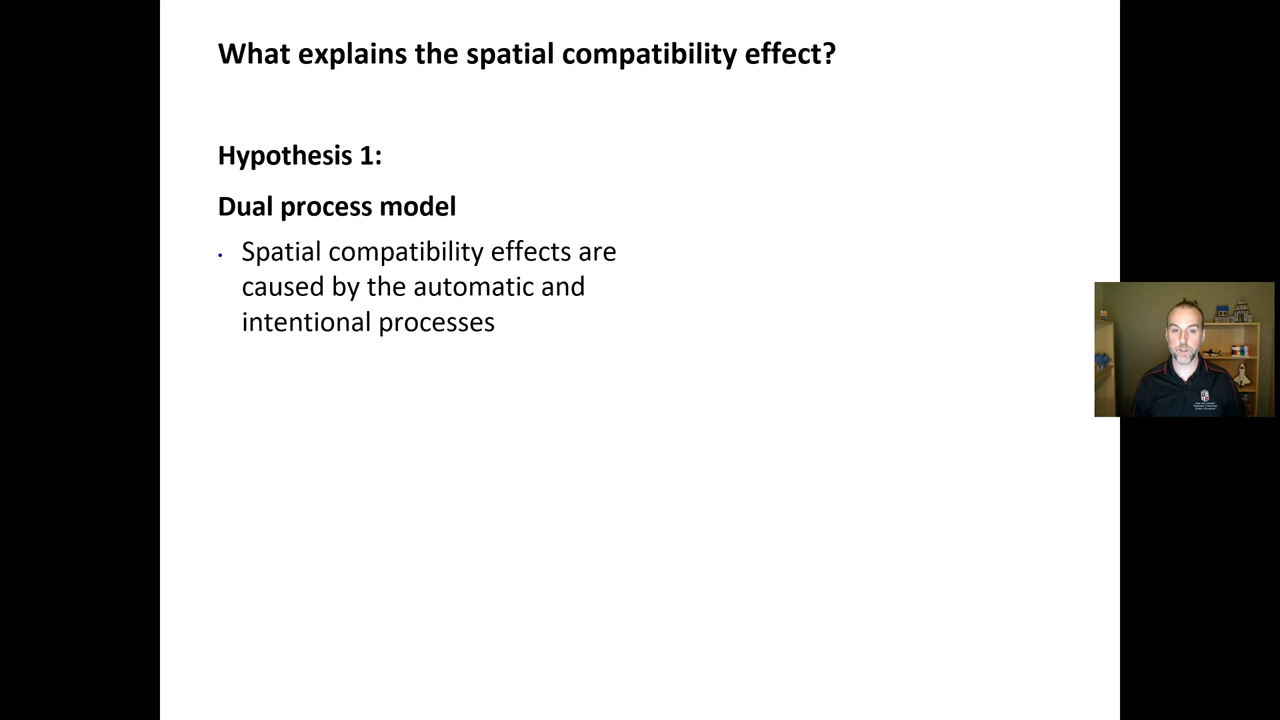 What explains the spatial compatibility effect?
Hypothesis 1:
Dual process model
• Spatial compatibility effects are
caused by the automatic and
intentional processes